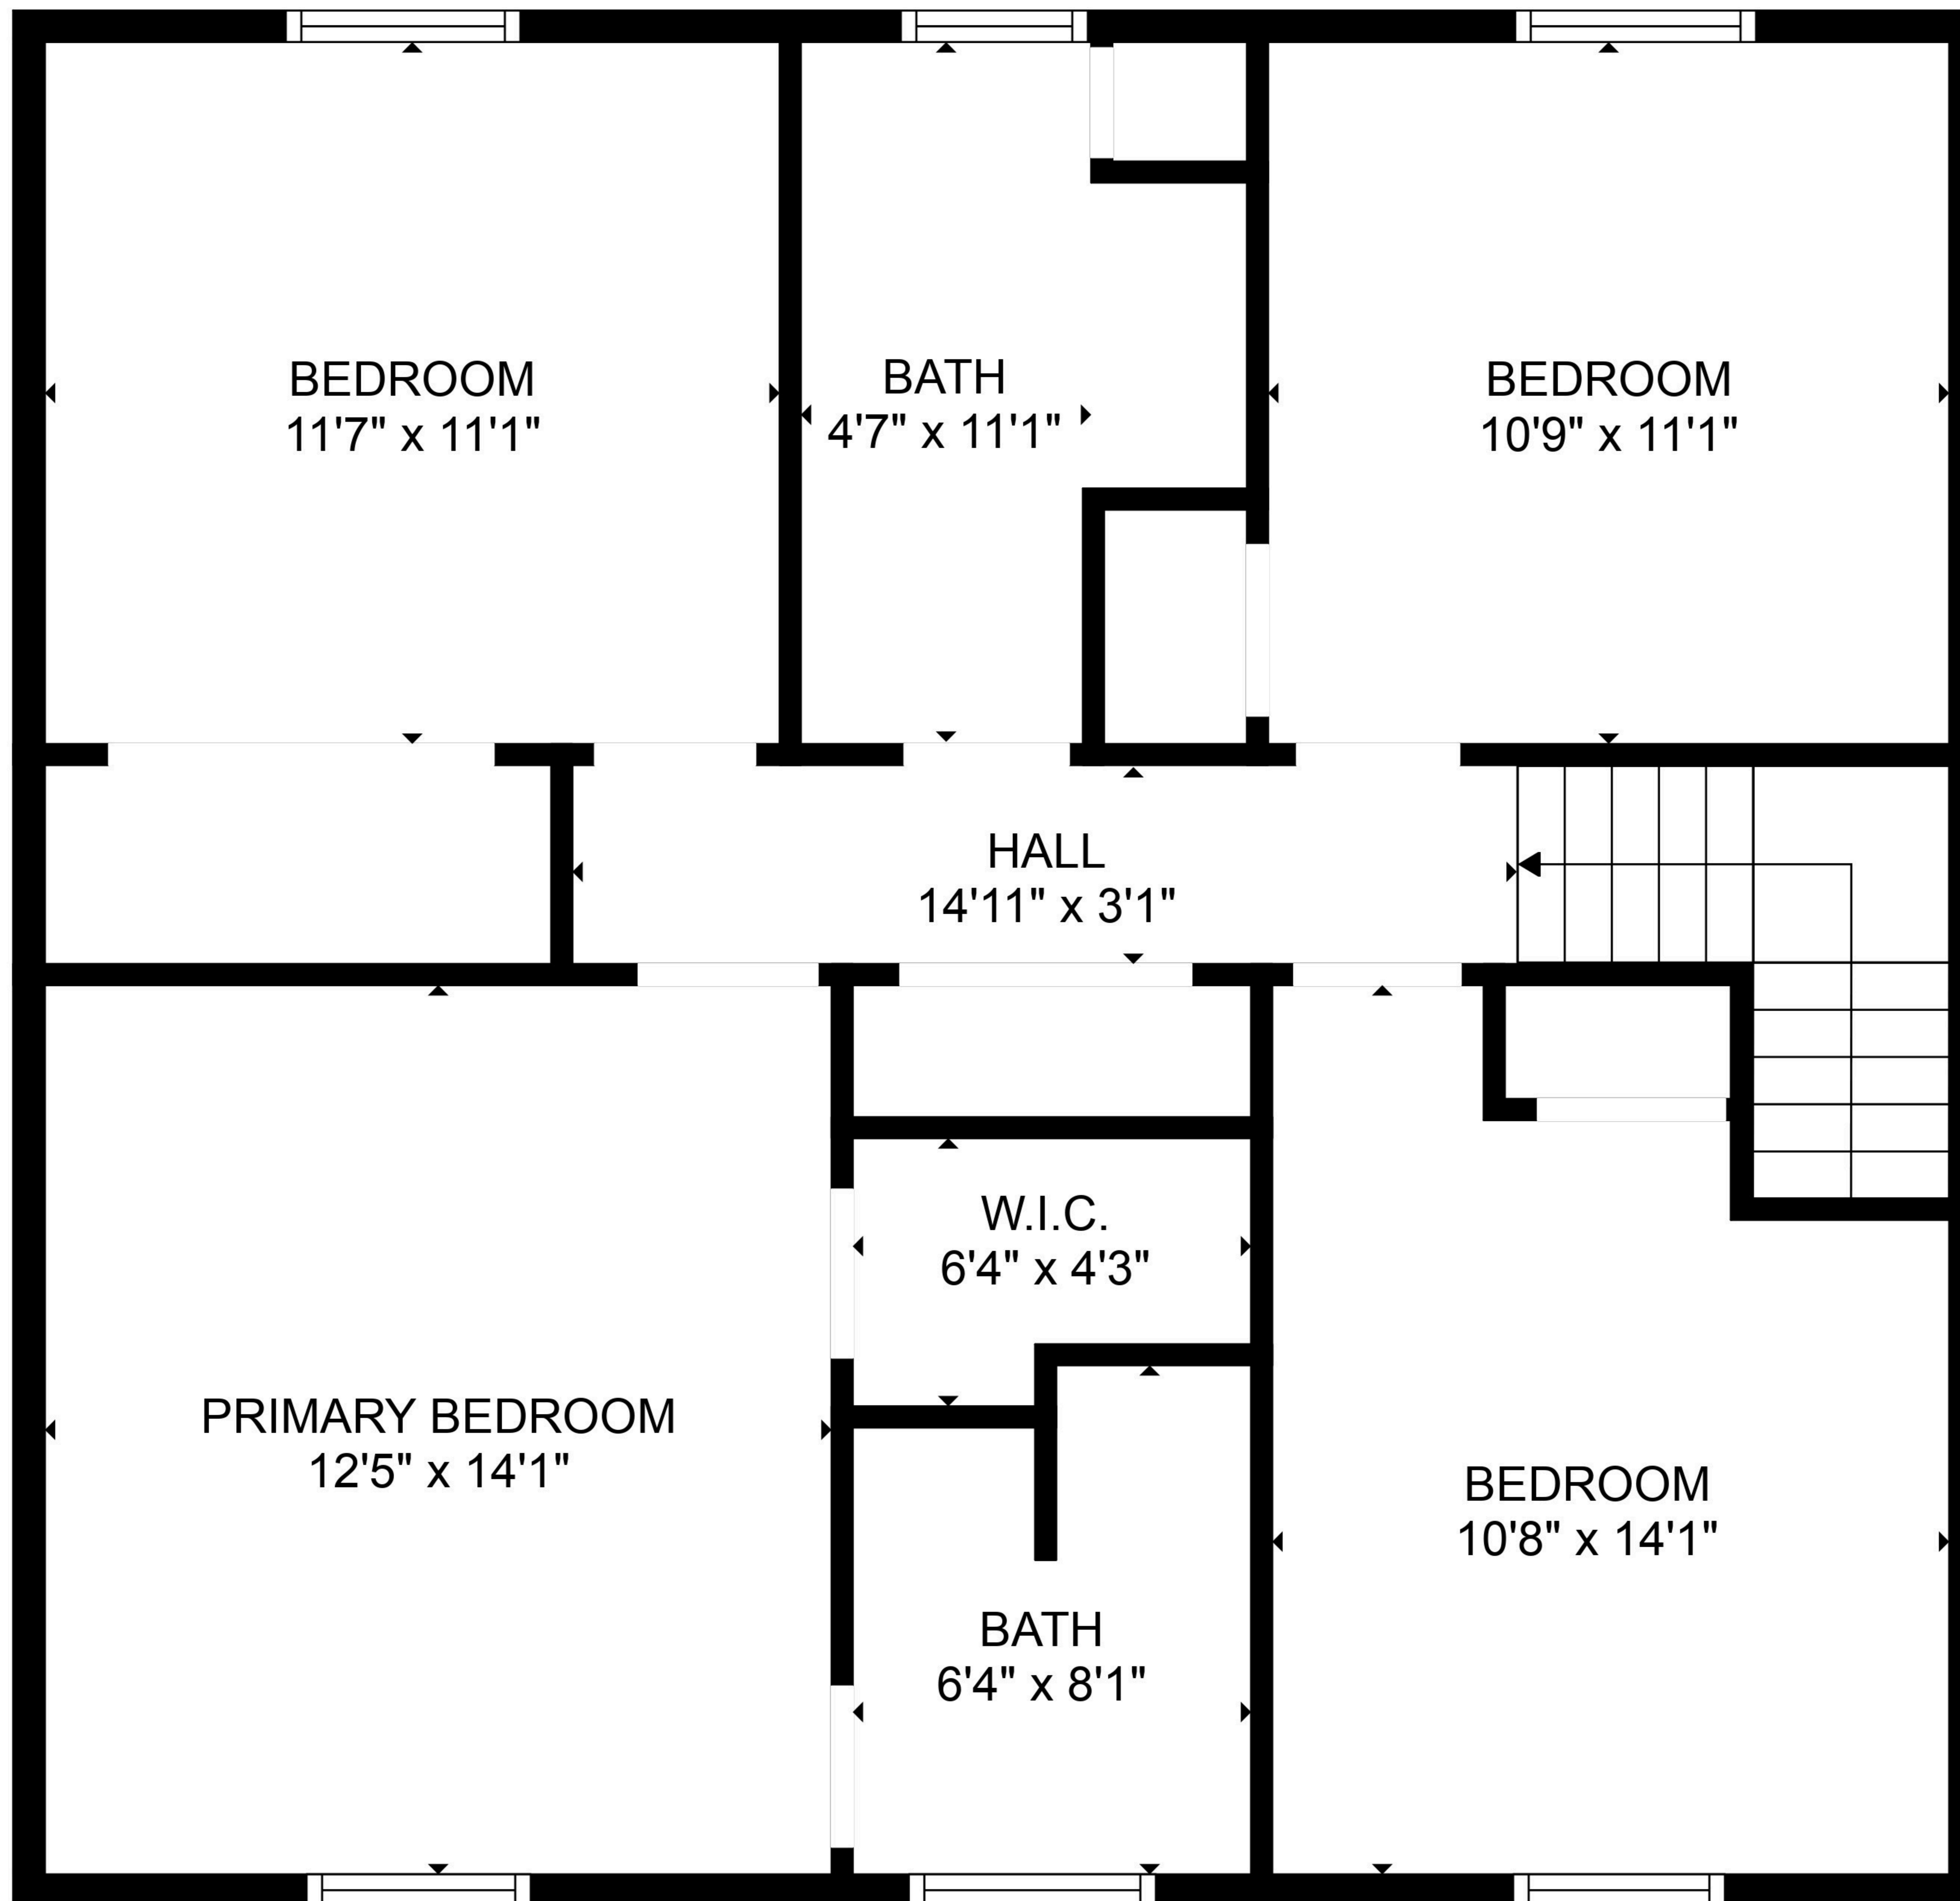 BEDROOM
11'7" x 11'1"
BATH
4'7" x 11'1"
BEDROOM
10'9" x 11'1"
HALL
14'11" x 3'1"
W.I.C.
6'4" x 4'3"
PRIMARY BEDROOM
12'5" x 14'1"
BEDROOM
10'8" x 14'1"
BATH
6'4" x 8'1"